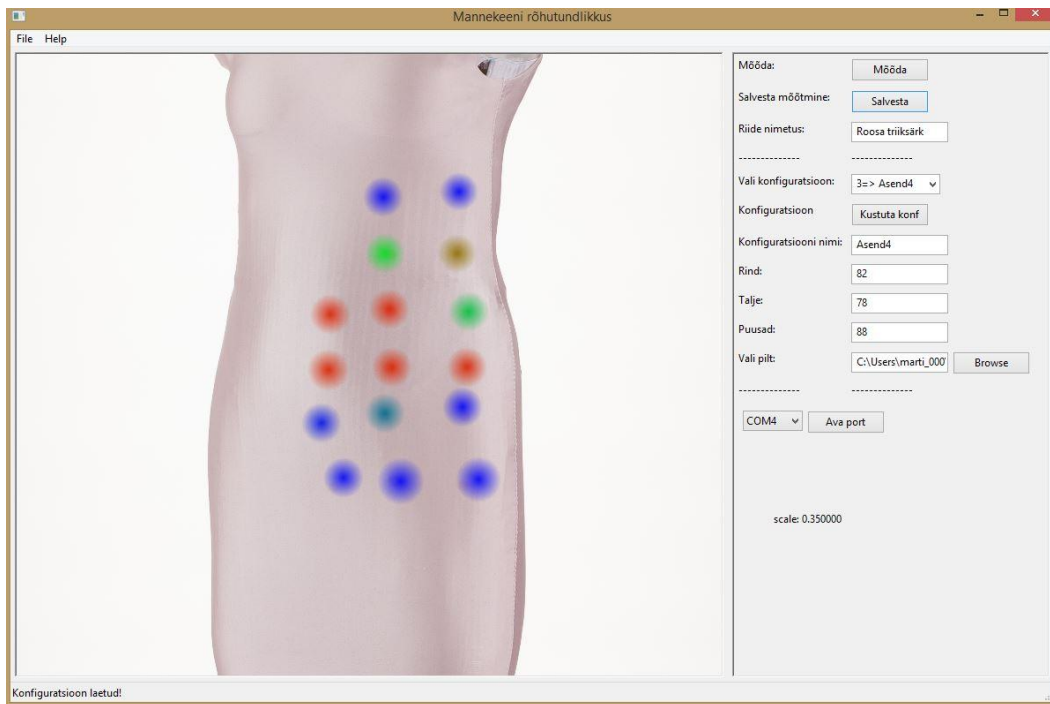 Mannekeeni rõhutundlikkus
File Help
Mõõda: Mõõda
Salvesta mõõtmine: Salvesta
Riide nimetus: Roosa triiksärk
------------- -------------
Vali konfiguratsioon: 3=> Asend4
Konfiguratsioon Kustuta konf
Konfiguratsiooni nimi: Asend4
Rind: 82
Talje: 78
Puusad: 88
Vali pilt: C:\Users\marti_000 Browse
------------- -------------
COM4 Ava port
scale: 0.350000
Konfiguratsioon laetud!